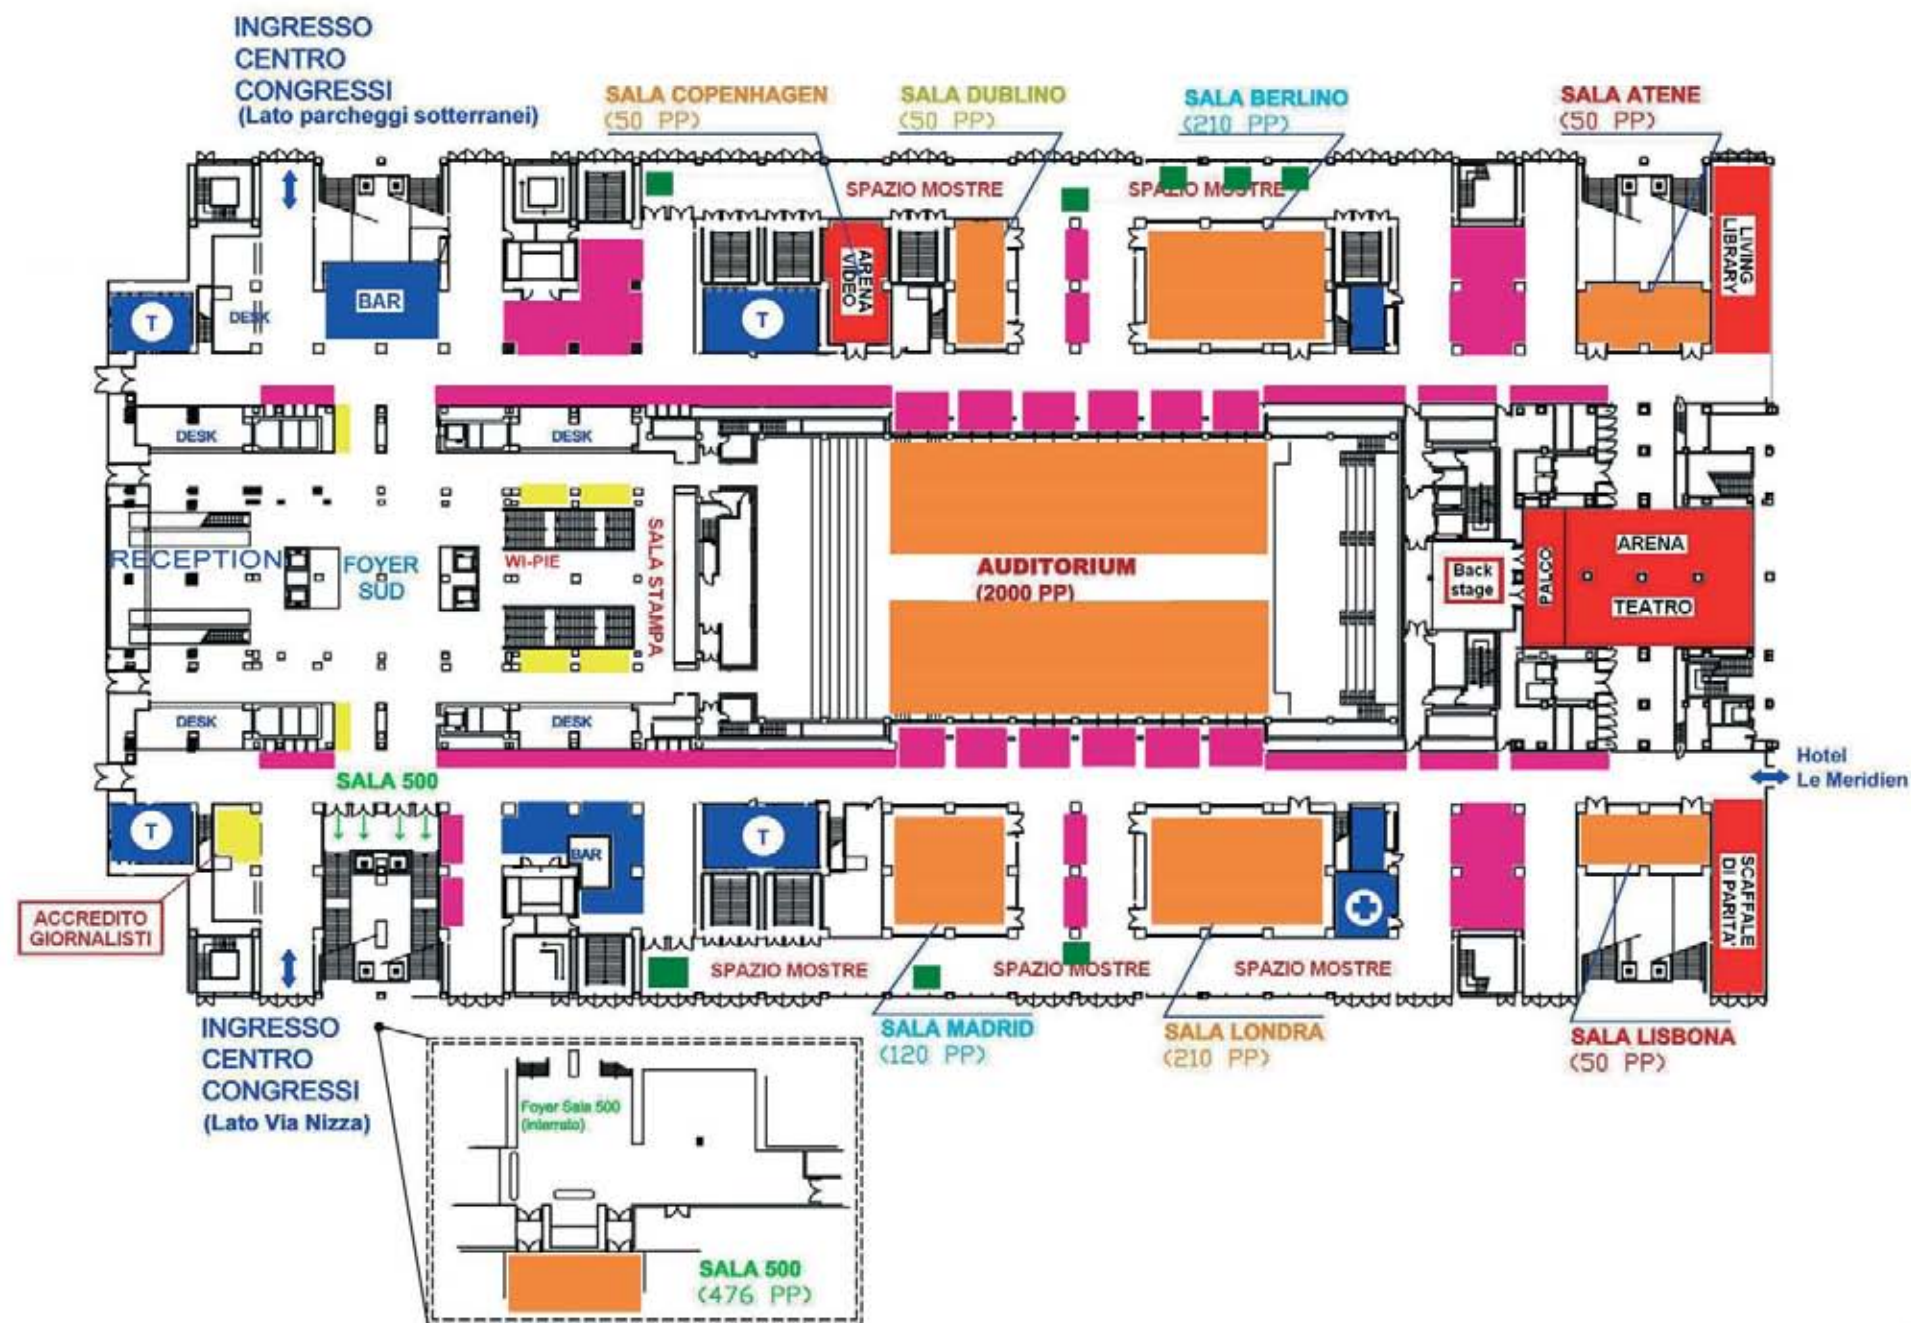 INGRESSO
CENTRO
CONGRESSI
(Lato parcheggi sotterranei)
SALA COPENHAGEN
(50 PP)
SALA DUBLINO
(50 PP)
SALA BERLINO
(210 PP)
SALA ATENE
(50 PP)
SPAZIO MOSTRE
SPAZIO MOSTRE
T
DESK
BAR
T
ARENA
VIDEO
LIVING
LIBRARY
DESK
DESK
RECEPTION
FOYER
SUD
WI-PIE
SALA STAMPA
AUDITORIUM
(2000 PP)
Back
stage
PALCO
ARENA
TEATRO
DESK
DESK
SALA 500
Hotel
Le Meridien
T
BAR
T
SCAFFALE
DI PARITA'
ACCREDITO
GIORNALISTI
SPAZIO MOSTRE
SPAZIO MOSTRE
SPAZIO MOSTRE
INGRESSO
CENTRO
CONGRESSI
(Lato Via Nizza)
SALA MADRID
(120 PP)
SALA LONDRA
(210 PP)
SALA LISBONA
(50 PP)
Foyer Sala 500
(interrato)
SALA 500
(476 PP)